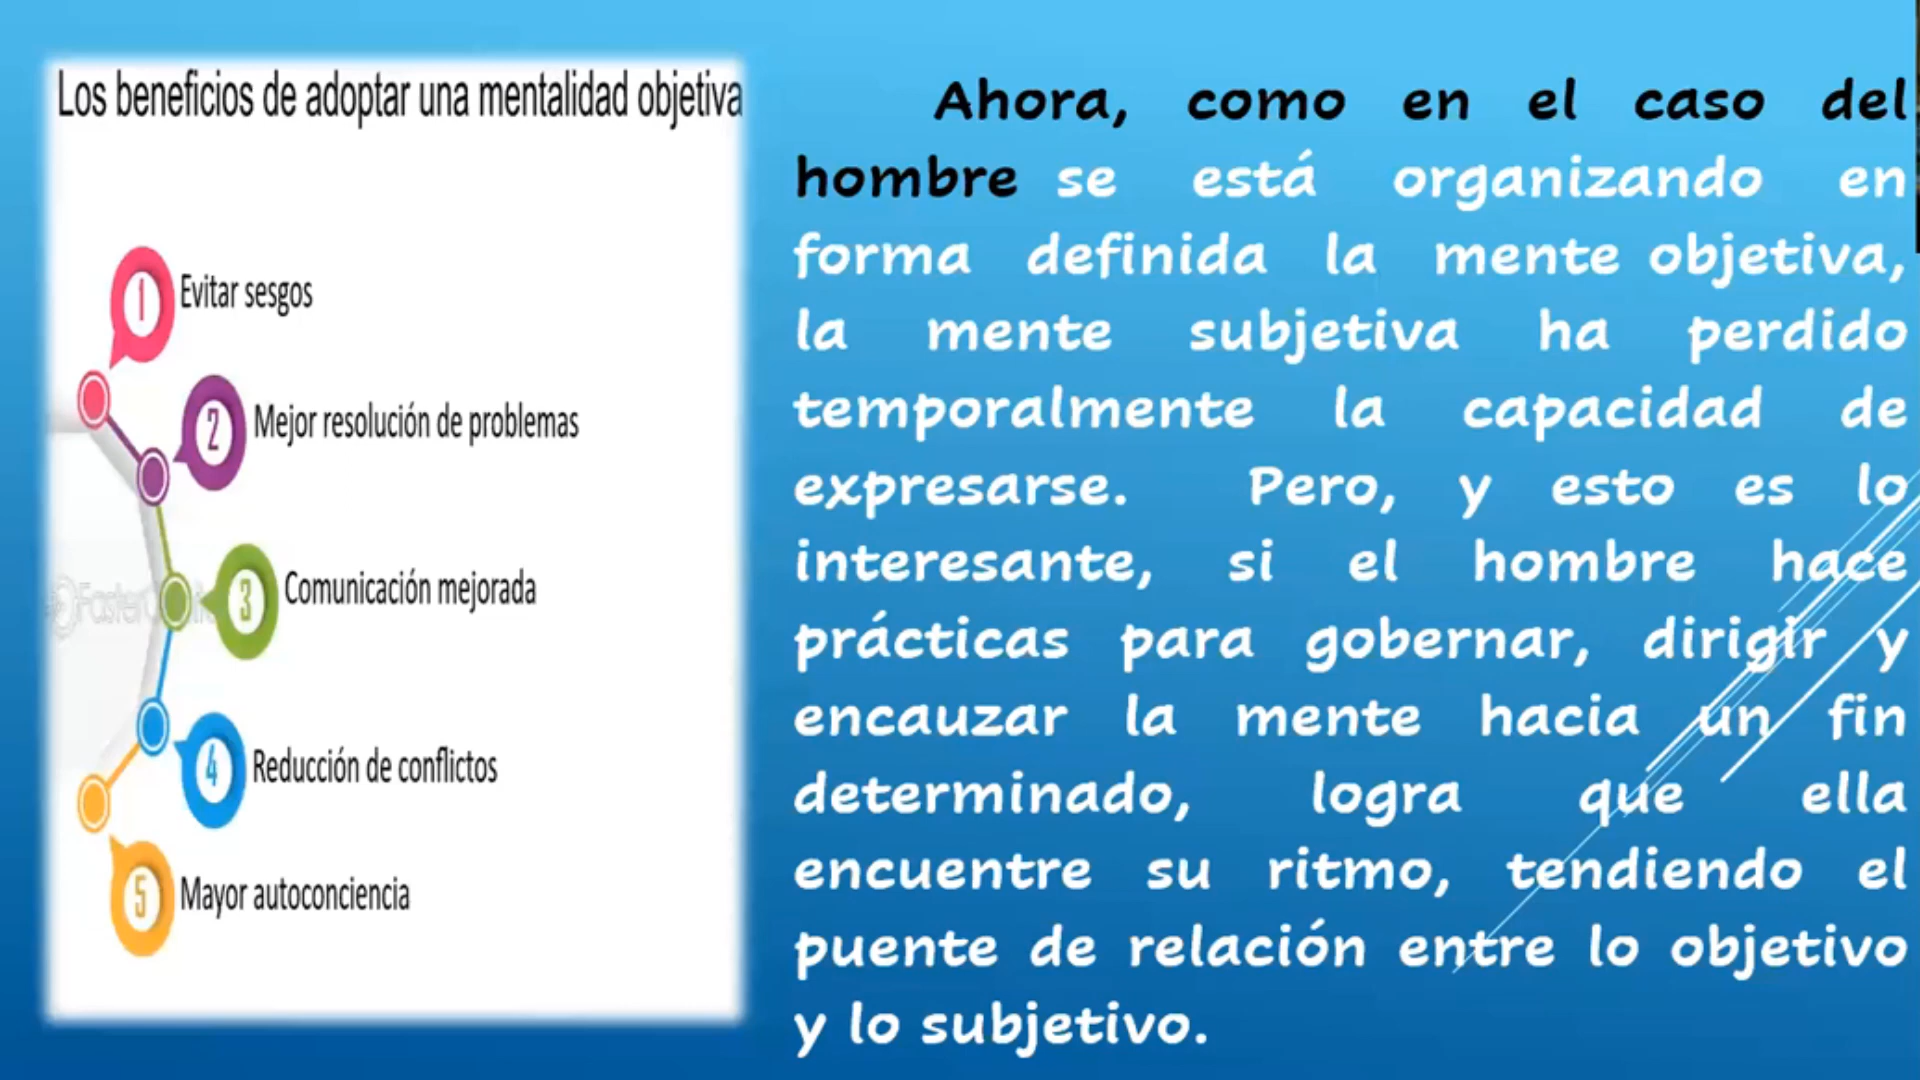 Los beneficios de adoptar una mentalidad objetiva
1
Evitar sesgos
2
Mejor resolución de problemas
3
Comunicación mejorada
4
Reducción de conflictos
5
Mayor autoconciencia
Ahora, como en el caso del
hombre se está organizando en
forma definida la mente objetiva,
la mente subjetiva ha perdido
temporalmente la capacidad de
expresarse. Pero, y esto es lo
interesante, si el hombre hace
prácticas para gobernar, dirigir y
encauzar la mente hacia un fin
determinado, logra que ella
encuentre su ritmo, tendiendo el
puente de relación entre lo objetivo
y lo subjetivo.